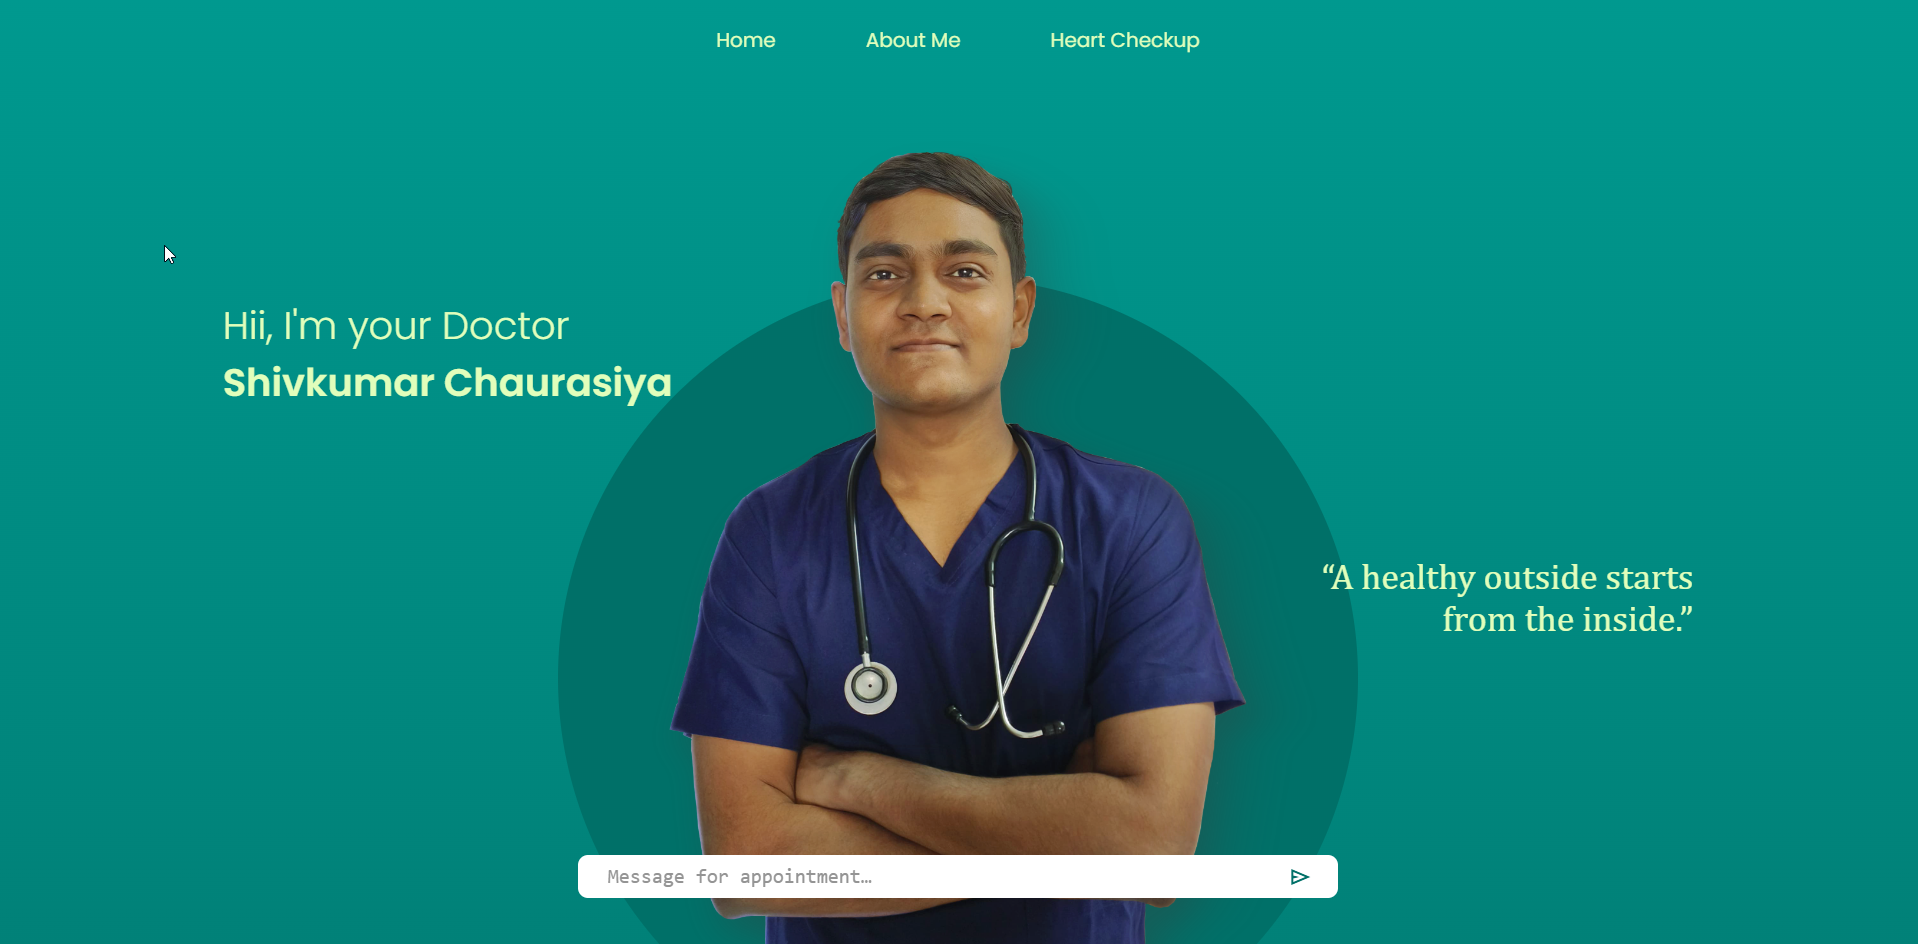 Home About Me Heart Checkup
Hii, I'm your Doctor
Shivkumar Chaurasiya
“A healthy outside starts
from the inside.”
Message for appointment…